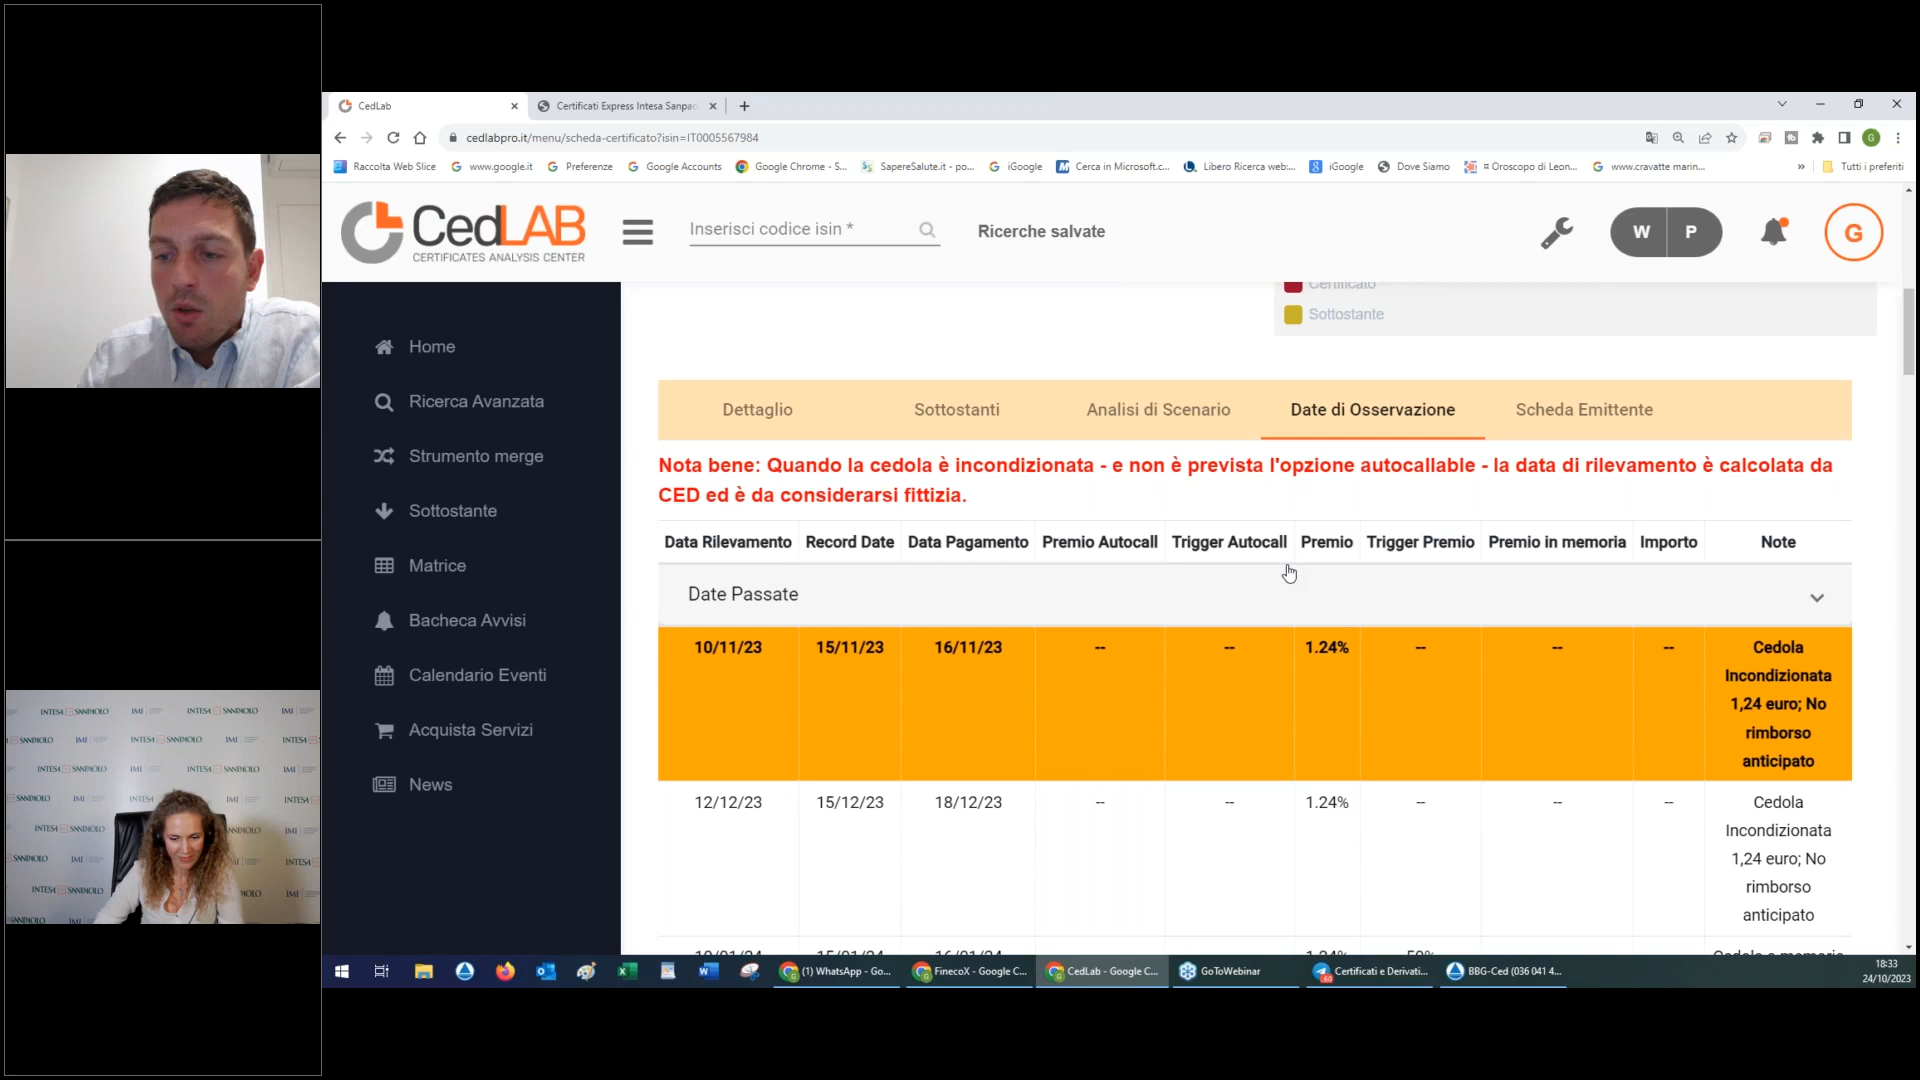 CedLab
Certificati Express Intesa Sanpao
cedlabpro.it/menu/scheda-certificato?isin=IT0005567984
Raccolta Web Slice
www.google.it
Preferenze
Google Accounts
Google Chrome - S...
SapereSalute.it - po...
iGoogle
Cerca in Microsoft.c...
Libero Ricerca web:...
iGoogle
Dove Siamo
¤ Oroscopo di Leon...
www.cravatte marin...
»
Tutti i preferiti
CedLAB
CERTIFICATES ANALYSIS CENTER
Inserisci codice isin *
Ricerche salvate
W P
G
Home
Ricerca Avanzata
Strumento merge
Sottostante
Matrice
Bacheca Avvisi
Calendario Eventi
Acquista Servizi
News
Certificato
Sottostante
Dettaglio Sottostanti Analisi di Scenario Date di Osservazione Scheda Emittente
Nota bene: Quando la cedola è incondizionata - e non è prevista l'opzione autocallable - la data di rilevamento è calcolata da
CED ed è da considerarsi fittizia.
Data Rilevamento Record Date Data Pagamento Premio Autocall Trigger Autocall Premio Trigger Premio Premio in memoria Importo Note
Date Passate
10/11/23 15/11/23 16/11/23 -- -- 1.24% -- -- -- Cedola
Incondizionata
1,24 euro; No
rimborso
anticipato
12/12/23 15/12/23 18/12/23 -- -- 1.24% -- -- -- Cedola
Incondizionata
1,24 euro; No
rimborso
anticipato
(1) WhatsApp - Go...
FinecoX - Google C...
CedLab - Google C...
GoToWebinar
Certificati e Derivati...
BBG-Ced (036 041 4...
18:33
24/10/2023
INTESA SANPAOLO
IMI